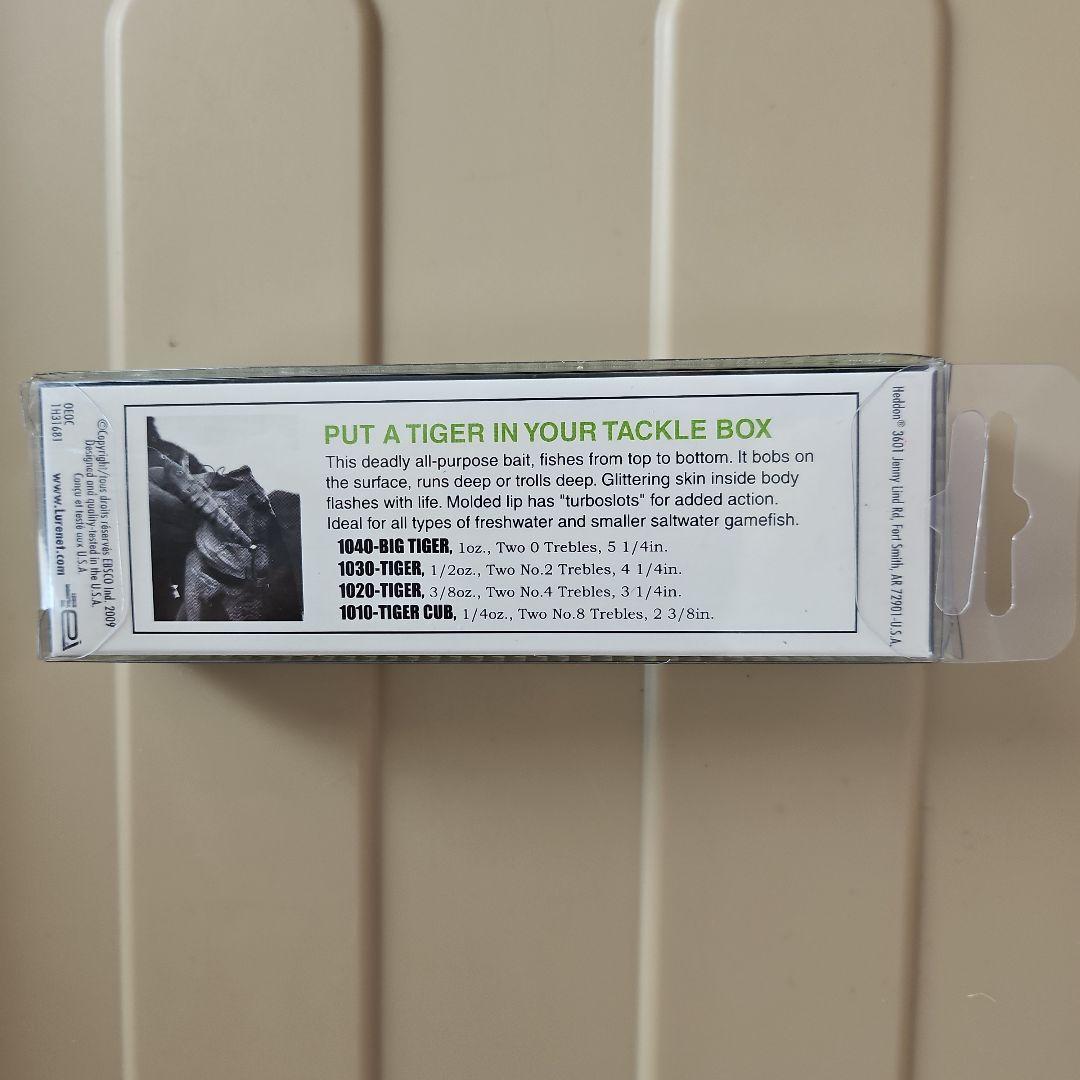 PUT A TIGER IN YOUR TACKLE BOX
This deadly all-purpose bait, fishes from top to bottom. It bobs on
the surface, runs deep or trolls deep. Glittering skin inside body
flashes with life. Molded lip has "turboslots" for added action.
Ideal for all types of freshwater and smaller saltwater gamefish.
1040-BIG TIGER, 1oz., Two 0 Trebles, 5 1/4in.
1030-TIGER, 1/2oz., Two No.2 Trebles, 4 1/4in.
1020-TIGER, 3/8oz., Two No.4 Trebles, 3 1/4in.
1010-TIGER CUB, 1/4oz., Two No.8 Trebles, 2 3/8in.
Heddon® 3601 Jenny Lind Rd, Fort Smith, AR 72901-U.S.A.
©Copyright/tous droits réservés EBSCO Ind. 2009
Designed and quality-tested in the U.S.A.
Conçu et testé aux U.S.A.
www.Lurenet.com
1H31681